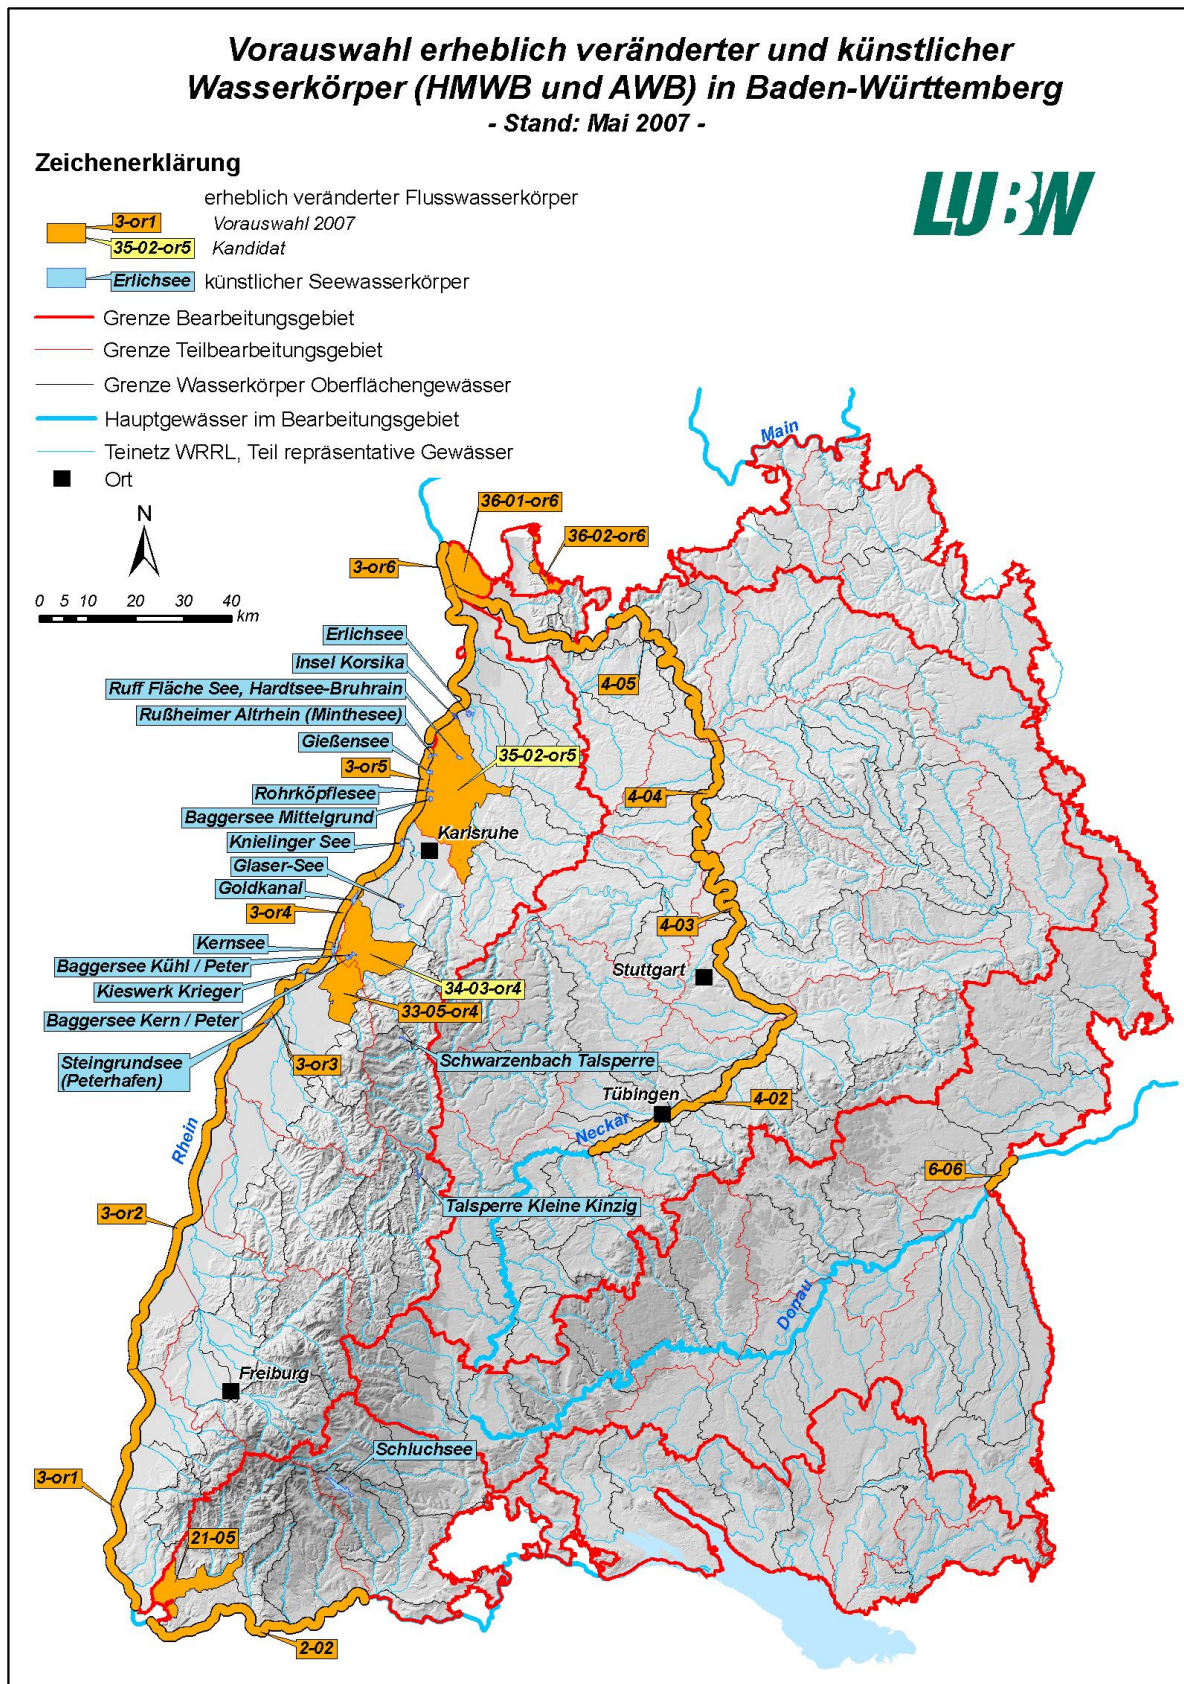 Vorauswahl erheblich veränderter und künstlicher
Wasserkörper (HMWB und AWB) in Baden-Württemberg
- Stand: Mai 2007 -
Zeichenerklärung
LUBW
erheblich veränderter Flusswasserkörper
3-or1 Vorauswahl 2007
35-02-or5 Kandidat
Erlichsee künstlicher Seewasserkörper
Grenze Bearbeitungsgebiet
Grenze Teilbearbeitungsgebiet
Grenze Wasserkörper Oberflächengewässer
Hauptgewässer im Bearbeitungsgebiet
Teinetz WRRL, Teil repräsentative Gewässer
Ort
N
0 5 10 20 30 40
km
Main
36-01-or6
36-02-or6
3-or6
Erlichsee
Insel Korsika
Ruff Fläche See, Hardtsee-Bruhrain
4-05
Rußheimer Altrhein (Minthesee)
Gießensee
35-02-or5
3-or5
Rohrköpflesee
4-04
Baggersee Mittelgrund
Karlsruhe
Knielinger See
Glaser-See
Goldkanal
3-or4
4-03
Kernsee
Baggersee Kühl / Peter
Stuttgart
Kieswerk Krieger
34-03-or4
33-05-or4
Baggersee Kern / Peter
Steingrundsee
(Peterhafen)
3-or3
Schwarzenbach Talsperre
Tübingen
4-02
Neckar
Rhein
6-06
Talsperre Kleine Kinzig
3-or2
Donau
Freiburg
Schluchsee
3-or1
21-05
2-02